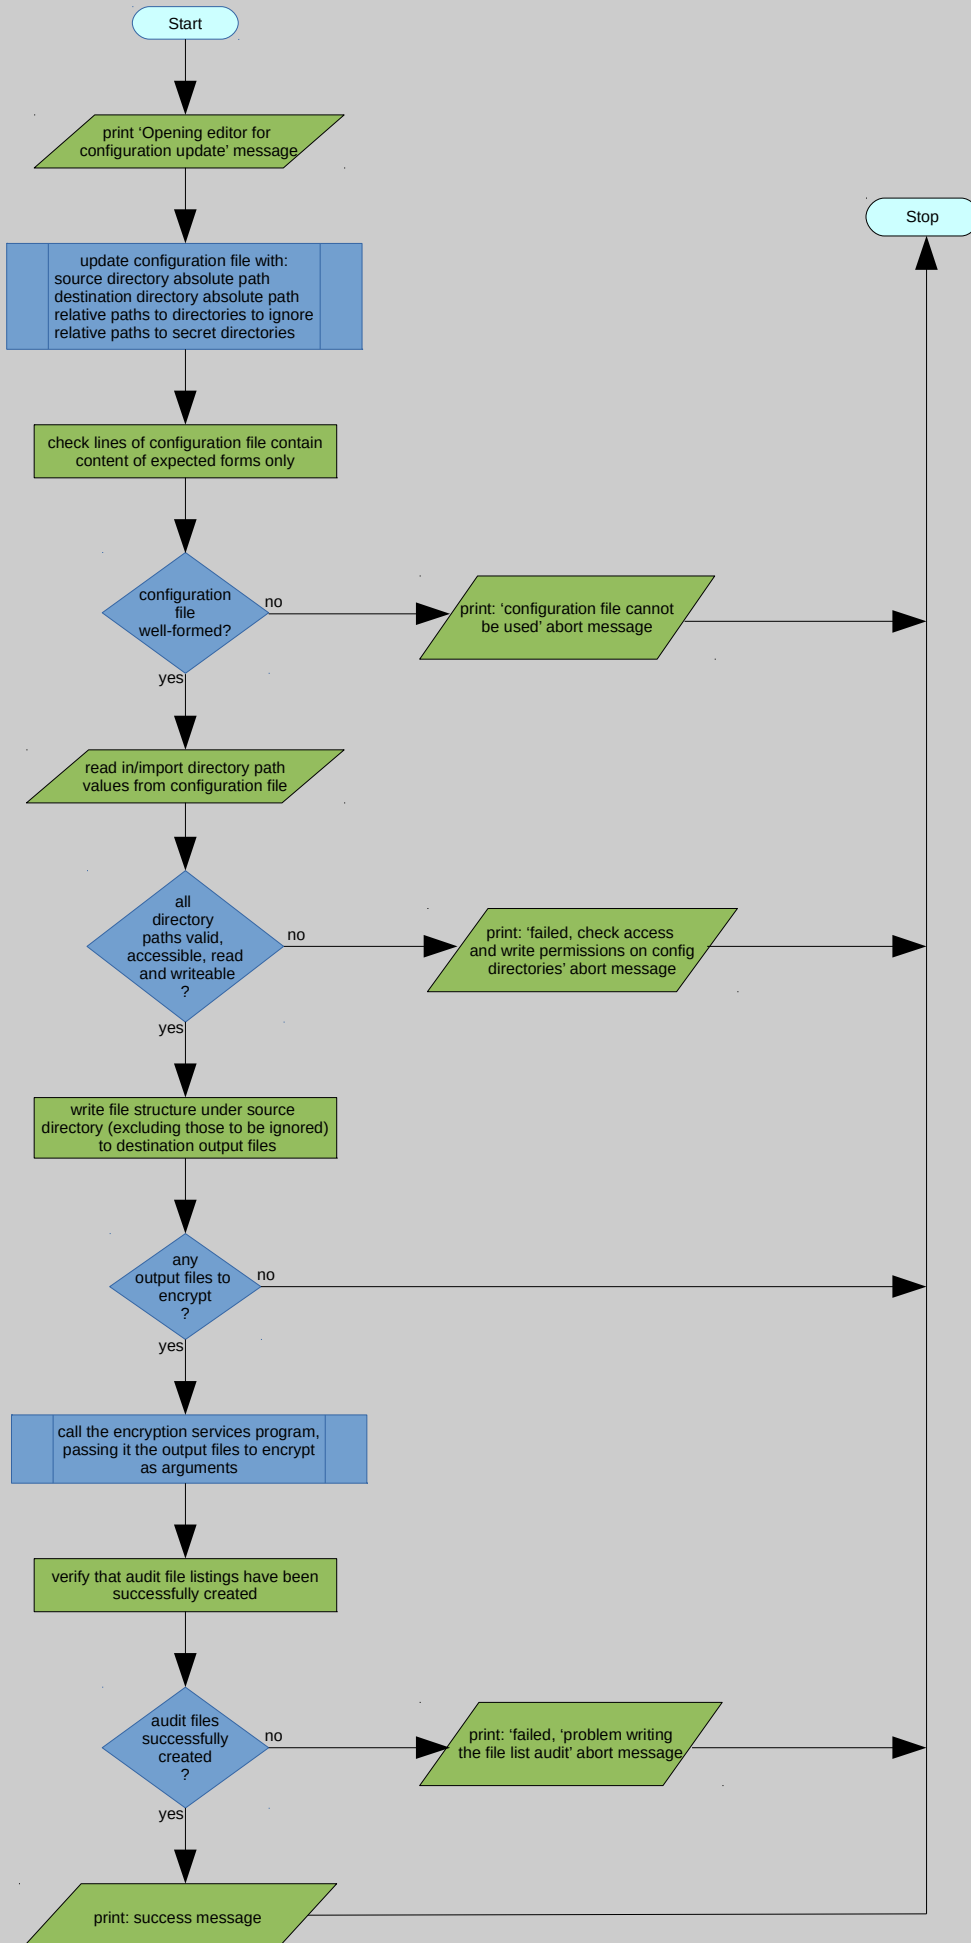 Start
print ‘Opening editor for
configuration update’ message
Stop
update configuration file with:
source directory absolute path
destination directory absolute path
relative paths to directories to ignore
relative paths to secret directories
check lines of configuration file contain
content of expected forms only
configuration
file
well-formed?
no
print: ‘configuration file cannot
be used’ abort message
yes
read in/import directory path
values from configuration file
all
directory
paths valid,
accessible, read
and writeable
?
no
print: ‘failed, check access
and write permissions on config
directories’ abort message
yes
write file structure under source
directory (excluding those to be ignored)
to destination output files
any
output files to
encrypt
?
no
yes
call the encryption services program,
passing it the output files to encrypt
as arguments
verify that audit file listings have been
successfully created
audit files
successfully
created
?
no
print: ‘failed, ‘problem writing
the file list audit’ abort message
yes
print: success message